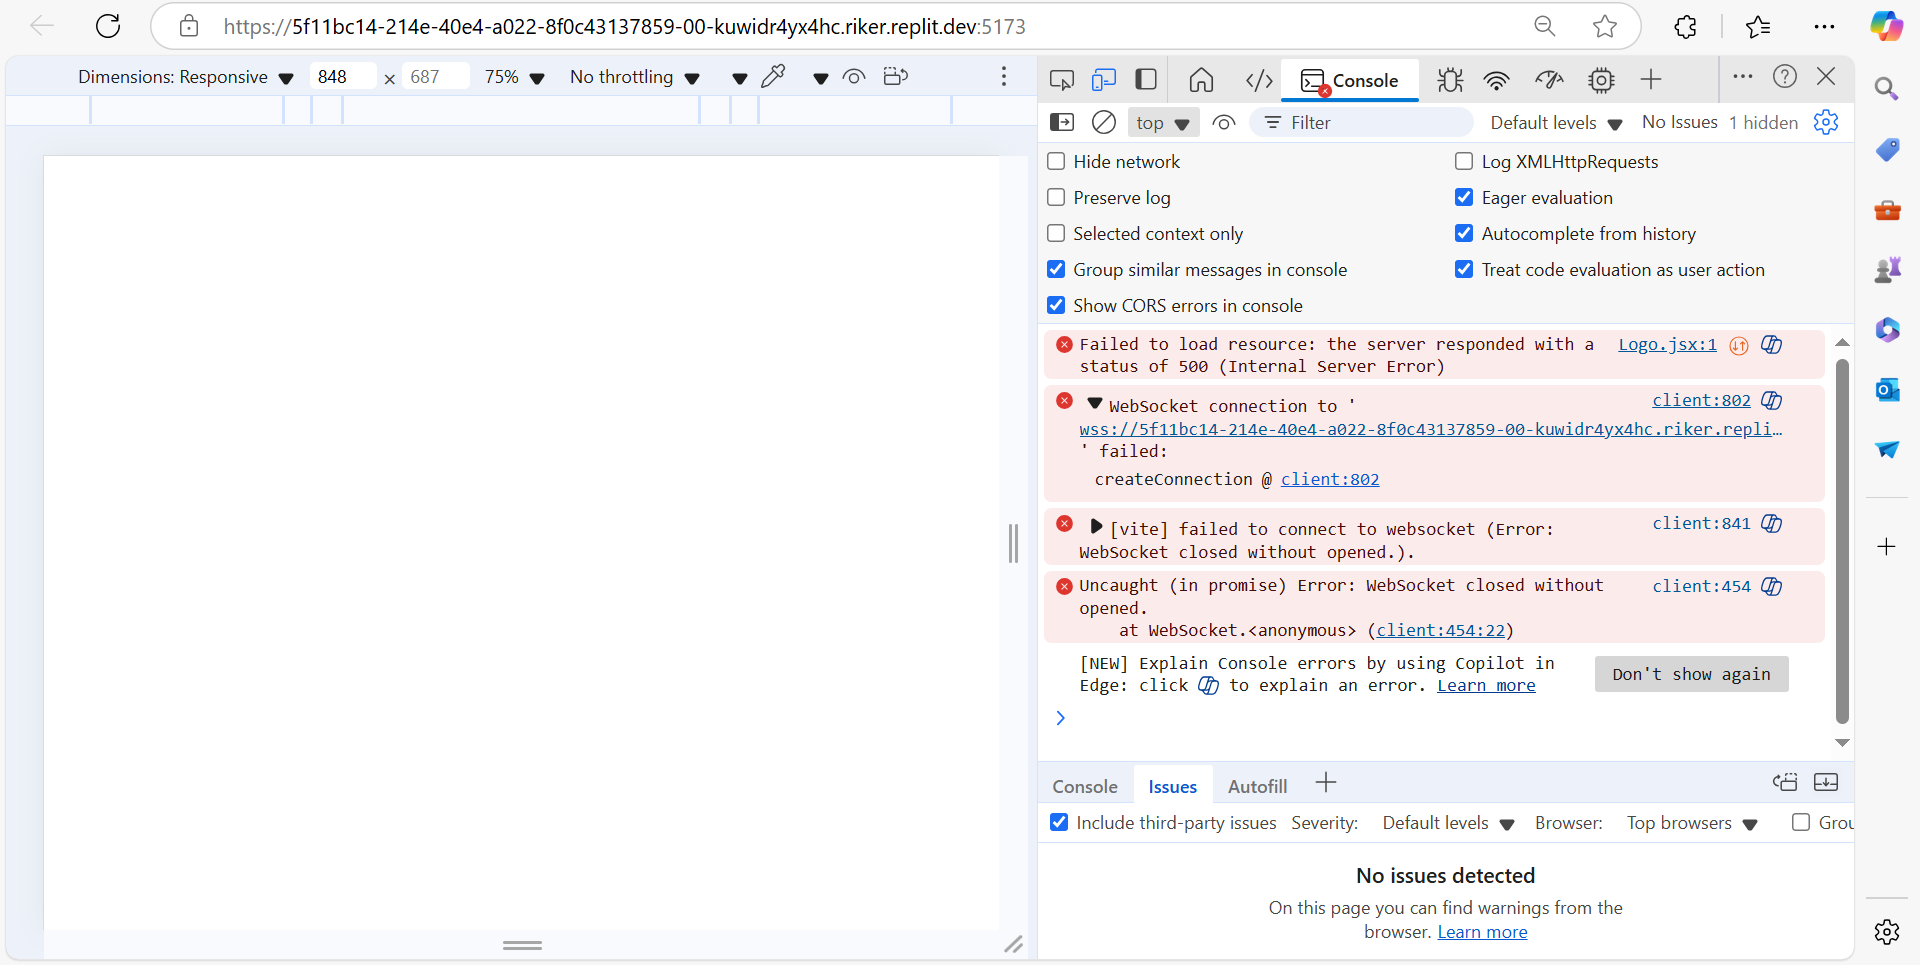 https://5f11bc14-214e-40e4-a022-8f0c43137859-00-kuwidr4yx4hc.riker.replit.dev:5173
Dimensions: Responsive 848 × 687 75% No throttling
Console
top Filter Default levels No Issues 1 hidden
Hide network
Log XMLHttpRequests
Preserve log
Eager evaluation
Selected context only
Autocomplete from history
Group similar messages in console
Treat code evaluation as user action
Show CORS errors in console
Failed to load resource: the server responded with a Logo.jsx:1
status of 500 (Internal Server Error)
WebSocket connection to ' client:802
wss://5f11bc14-214e-40e4-a022-8f0c43137859-00-kuwidr4yx4hc.riker.repli…
' failed:
createConnection @ client:802
[vite] failed to connect to websocket (Error: client:841
WebSocket closed without opened.).
Uncaught (in promise) Error: WebSocket closed without client:454
opened.
at WebSocket.<anonymous> (client:454:22)
[NEW] Explain Console errors by using Copilot in
Edge: click to explain an error. Learn more
Don't show again
Console Issues Autofill
Include third-party issues Severity: Default levels Browser: Top browsers Grou
No issues detected
On this page you can find warnings from the
browser. Learn more